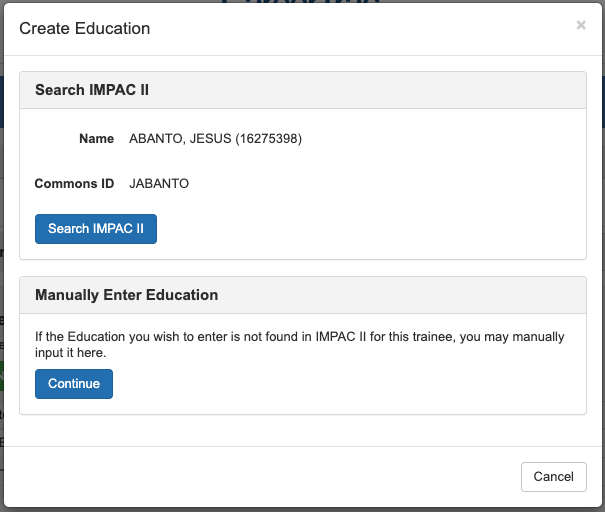 Create Education
×
Search IMPAC II
Name ABANTO, JESUS (16275398)
Commons ID JABANTO
Search IMPAC II
Manually Enter Education
If the Education you wish to enter is not found in IMPAC II for this trainee, you may manually
input it here.
Continue
Cancel